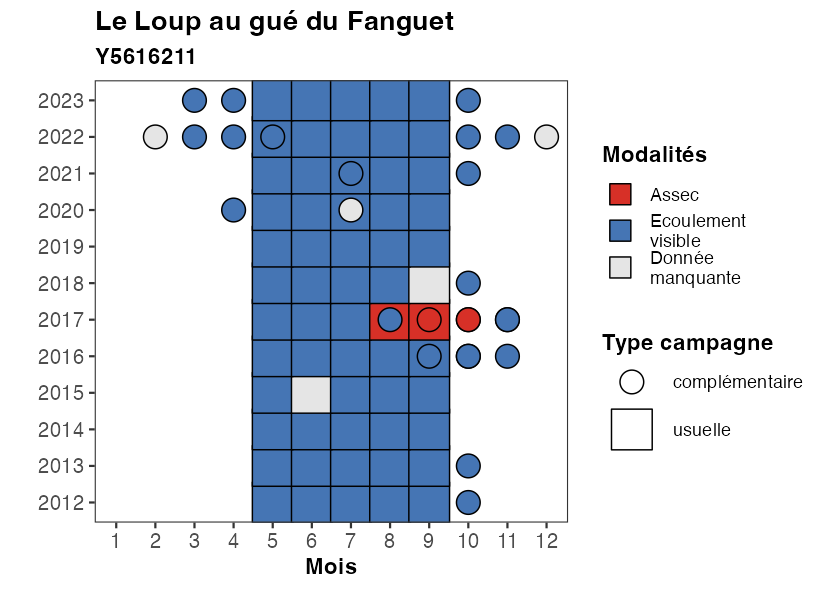 Le Loup au gué du Fanguet
Y5616211
2023
2022
2021
2020
2019
2018
2017
2016
2015
2014
2013
2012
1 2 3 4 5 6 7 8 9 10 11 12
Mois
Modalités
Assec
Ecoulement
visible
Donnée
manquante
Type campagne
complémentaire
usuelle